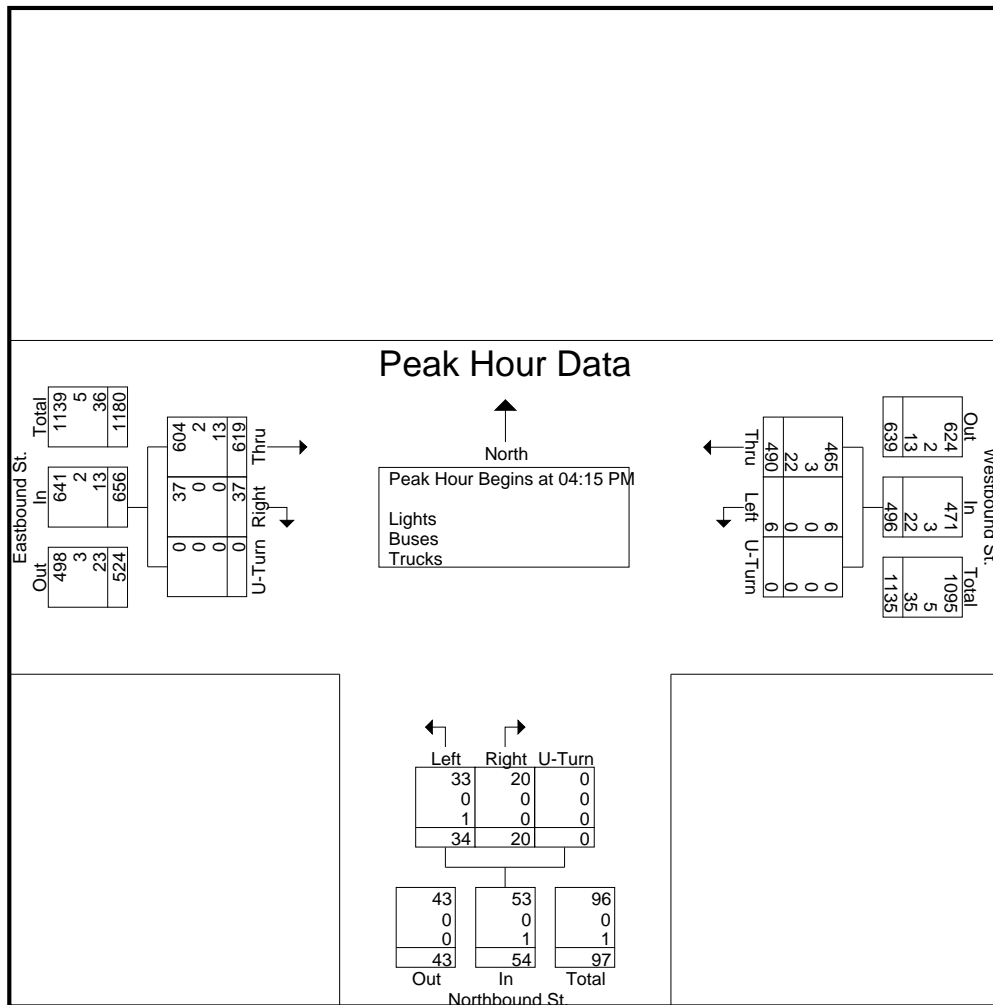 Peak Hour Data
North
Peak Hour Begins at 04:15 PM
Lights
Buses
Trucks
Eastbound St.
Total
1139
5
36
1180
In
641
2
13
656
Out
498
3
23
524
Thru
604
2
13
619
Right
37
0
0
37
U-Turn
0
0
0
0
Westbound St.
Out
624
2
13
639
In
471
3
22
496
Total
1095
5
35
1135
Thru
465
3
22
490
Left
6
0
0
6
U-Turn
0
0
0
0
Left Right U-Turn
33 20 0
0 0 0
1 0 0
34 20 0
43 53 96
0 0 0
0 1 1
43 54 97
Out In Total
Northbound St.